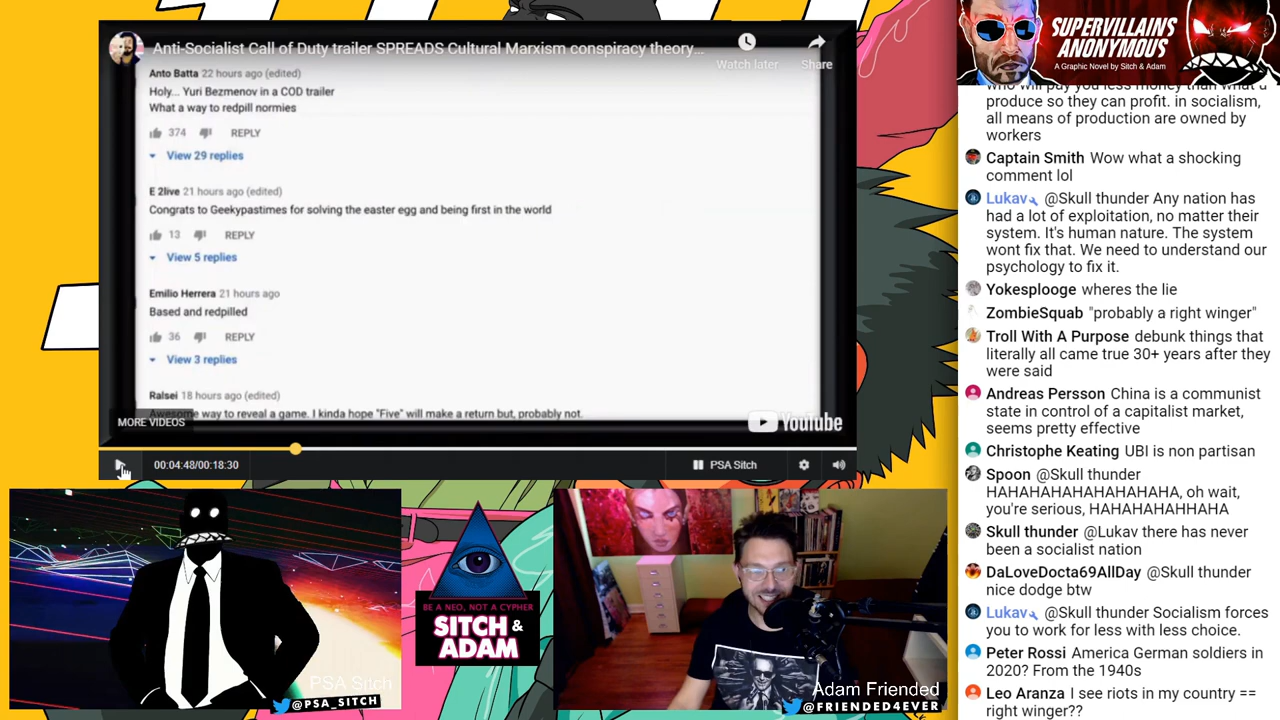 Anti-Socialist Call of Duty trailer SPREADS Cultural Marxism conspiracy theory...
Watch later
Share
Anto Batta 22 hours ago (edited)
Holy... Yuri Bezmenov in a COD trailer
What a way to redpill normies
374 REPLY
View 29 replies
E 2live 21 hours ago (edited)
Congrats to Geekypastimes for solving the easter egg and being first in the world
13 REPLY
View 5 replies
Emilio Herrera 21 hours ago
Based and redpilled
36 REPLY
View 3 replies
Ralsei 18 hours ago (edited)
Awesome way to reveal a game. I kinda hope "Five" will make a return but, probably not.
MORE VIDEOS
YouTube
00:04:48/00:18:30
PSA Sitch
PSA Sitch
@PSA_SITCH
BE A NEO, NOT A CYPHER
SITCH &
ADAM
Adam Friended
@FRIENDED4EVER
SUPERVILLAINS
ANONYMOUS
A Graphic Novel by Sitch & Adam
who will pay you less money than what u
produce so they can profit. in socialism,
all means of production are owned by
workers
Captain Smith Wow what a shocking
comment lol
Lukav @Skull thunder Any nation has
had a lot of exploitation, no matter their
system. It's human nature. The system
wont fix that. We need to understand our
psychology to fix it.
Yokesplooge wheres the lie
ZombieSquab "probably a right winger"
Troll With A Purpose debunk things that
literally all came true 30+ years after they
were said
Andreas Persson China is a communist
state in control of a capitalist market,
seems pretty effective
Christophe Keating UBI is non partisan
Spoon @Skull thunder
HAHAHAHAHAHAHAHA, oh wait,
you're serious, HAHAHAHAHHAHA
Skull thunder @Lukav there has never
been a socialist nation
DaLoveDocta69AllDay @Skull thunder
nice dodge btw
Lukav @Skull thunder Socialism forces
you to work for less with less choice.
Peter Rossi America German soldiers in
2020? From the 1940s
Leo Aranza I see riots in my country ==
right winger??